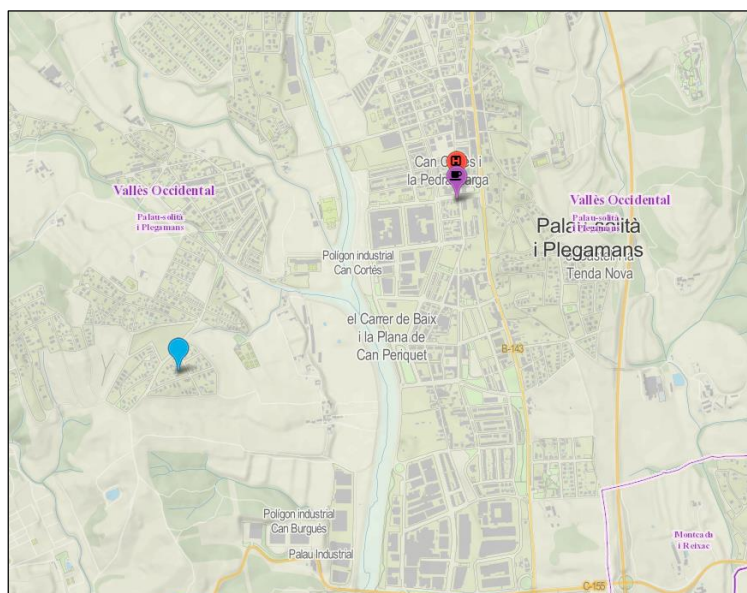 Can Cortès i
la Pedra Llarga
Vallès Occidental
Palau-solità
i Plegamans
Vallès Occidental
Palau-solità
i Plegamans
Palau-solità
i Plegamans
Tenda Nova
Polígon industrial
Can Cortès
el Carrer de Baix
i la Plana de
Can Periquet
B-143
Polígon industrial
Can Burguès
Palau Industrial
Montcada
i Reixac
C-155
H